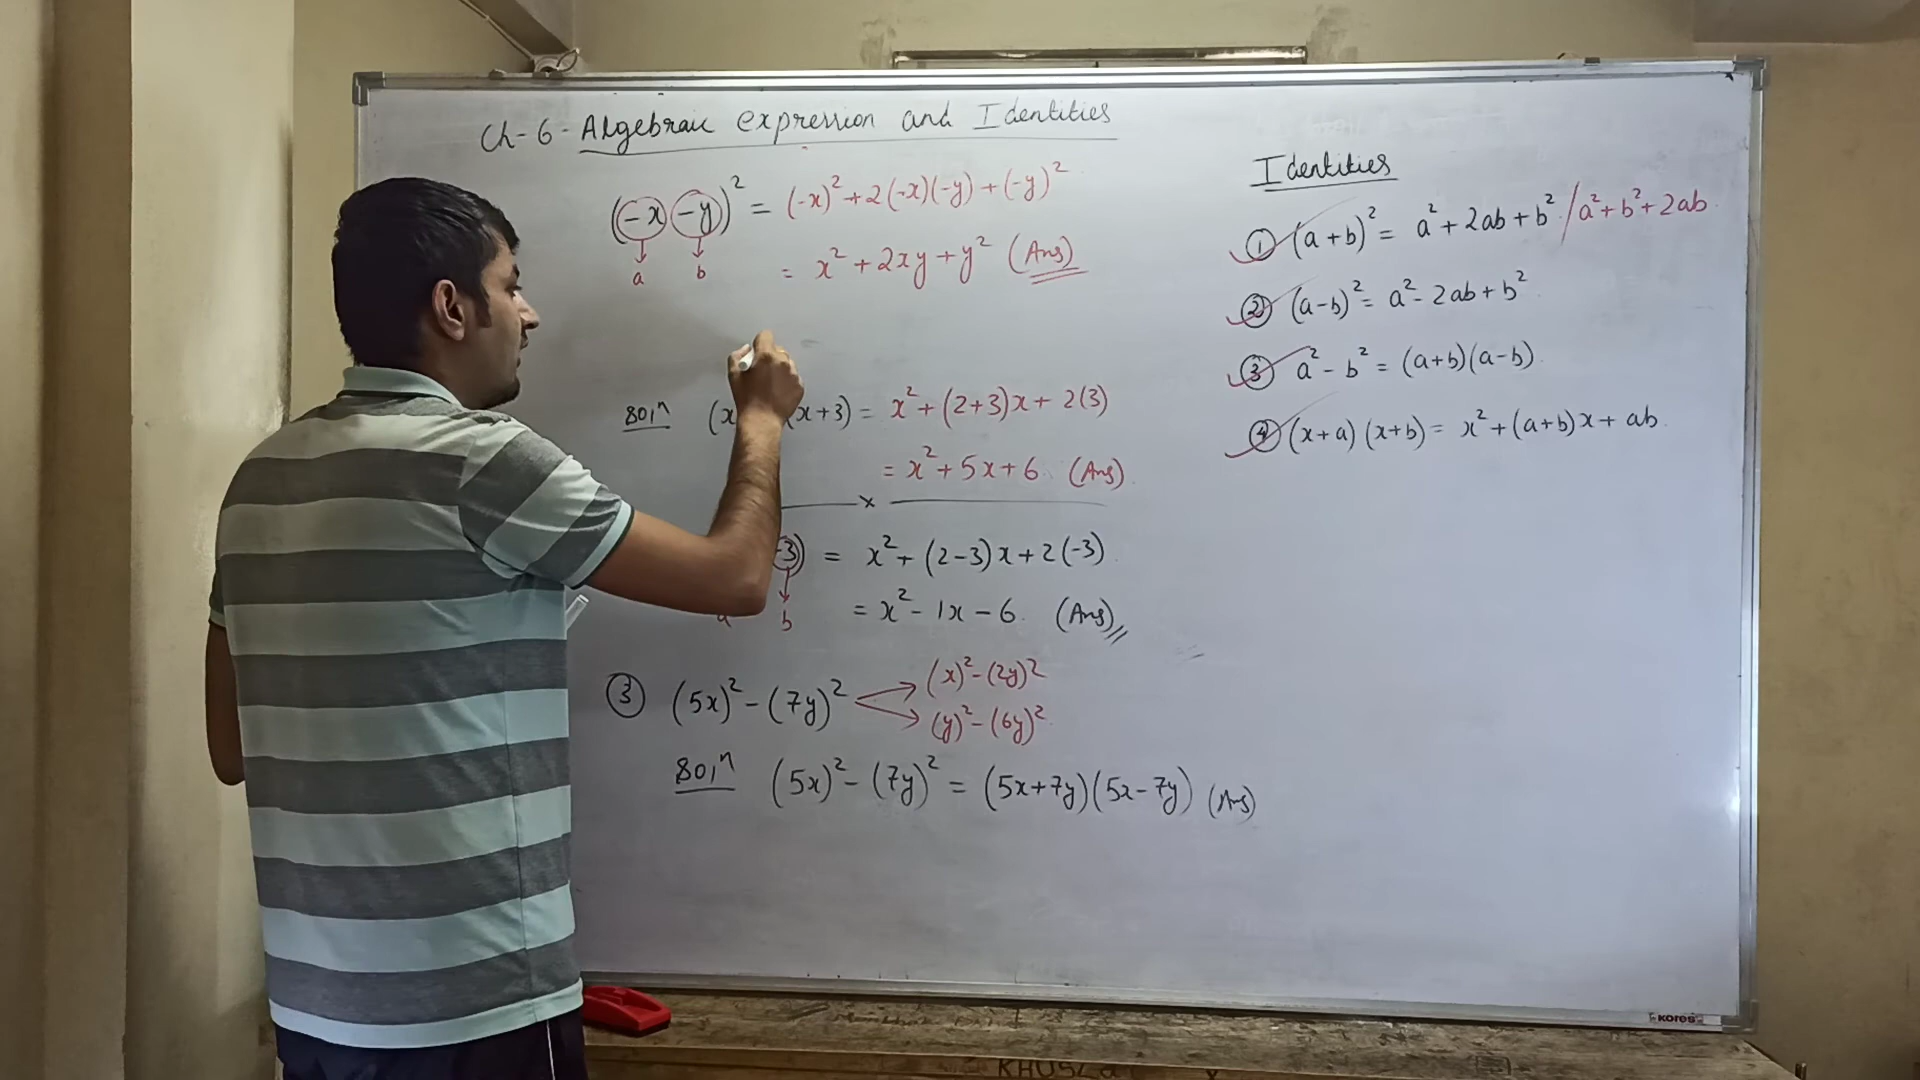 Ch-6- Algebraic expression and Identities
(-x -y)² = (-x)² + 2(-x)(-y) + (-y)²
a b
= x² + 2xy + y² (Ans)
Solⁿ (x (x+3) = x² + (2+3)x + 2(3)
= x² + 5x + 6. (Ans).
x
-3) = x² + (2-3)x + 2(-3).
a b
= x² - 1x - 6. (Ans)
③ (5x)² - (7y)² (x)² - (2y)²
(y)² - (6y)².
Solⁿ (5x)² - (7y)² = (5x+7y)(5x-7y) (Ans)
Identities
① (a+b)² = a² + 2ab + b² / a² + b² + 2ab.
② (a-b)² = a² - 2ab + b²
③ a² - b² = (a+b)(a-b).
④ (x+a)(x+b) = x² + (a+b)x + ab.
KORES